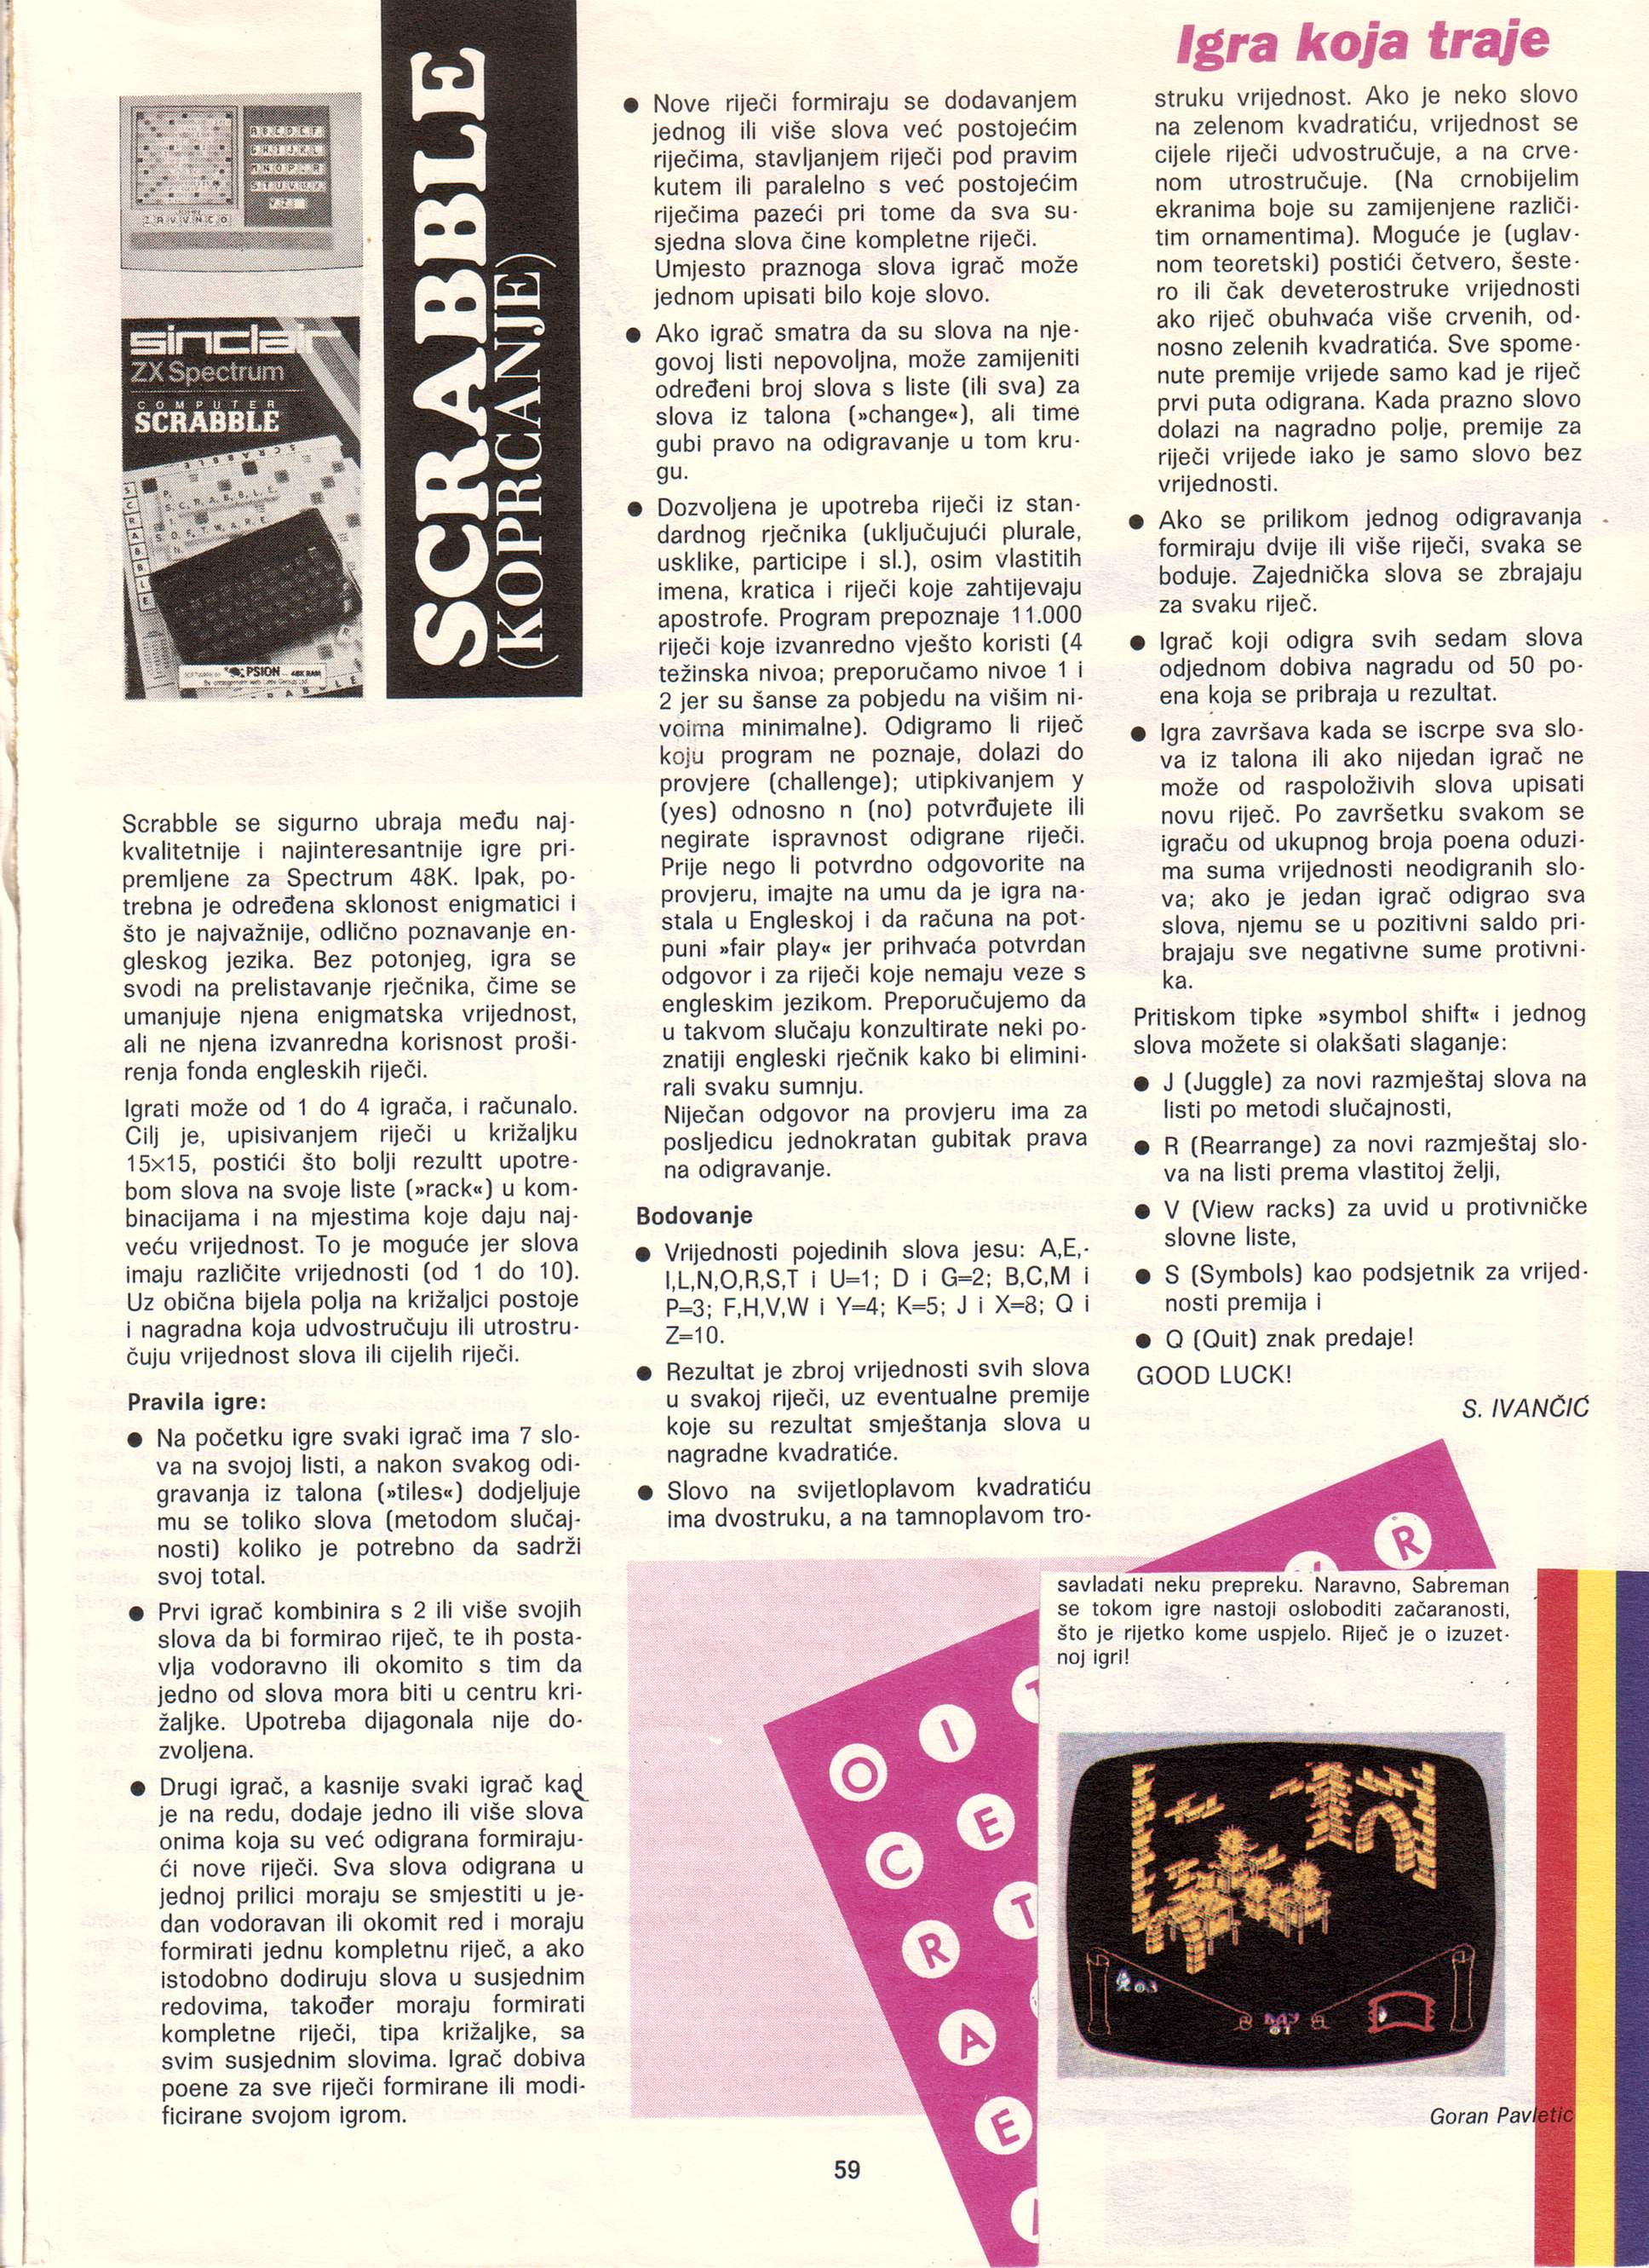 Igra koja traje
SCRABBLE
(KOPRCANJE)
A B C D E F
G H I J K L
M N O P Q R
S T U V W X
Z A V V N E O
sinclair
ZX Spectrum
COMPUTER
SCRABBLE
SCRABBLE
SOFTWARE
PSION
48K RAM
Scrabble se sigurno ubraja među naj-
kvalitetnije i najinteresantnije igre pri-
premljene za Spectrum 48K. Ipak, po-
trebna je određena sklonost enigmatici i
što je najvažnije, odlično poznavanje en-
gleskog jezika. Bez potonjeg, igra se
svodi na prelistavanje rječnika, čime se
umanjuje njena enigmatska vrijednost,
ali ne njena izvanredna korisnost proši-
renja fonda engleskih riječi.
Igrati može od 1 do 4 igrača, i računalo.
Cilj je, upisivanjem riječi u križaljku
15x15, postići što bolji rezultt upotre-
bom slova na svoje liste (»rack«) u kom-
binacijama i na mjestima koje daju naj-
veću vrijednost. To je moguće jer slova
imaju različite vrijednosti (od 1 do 10).
Uz obična bijela polja na križaljci postoje
i nagradna koja udvostručuju ili utrostru-
čuju vrijednost slova ili cijelih riječi.
Pravila igre:
● Na početku igre svaki igrač ima 7 slo-
va na svojoj listi, a nakon svakog odi-
gravanja iz talona (»tiles«) dodjeljuje
mu se toliko slova (metodom slučaj-
nosti) koliko je potrebno da sadrži
svoj total.
● Prvi igrač kombinira s 2 ili više svojih
slova da bi formirao riječ, te ih posta-
vlja vodoravno ili okomito s tim da
jedno od slova mora biti u centru kri-
žaljke. Upotreba dijagonala nije do-
zvoljena.
● Drugi igrač, a kasnije svaki igrač kad
je na redu, dodaje jedno ili više slova
onima koja su već odigrana formiraju-
ći nove riječi. Sva slova odigrana u
jednoj prilici moraju se smjestiti u je-
dan vodoravan ili okomit red i moraju
formirati jednu kompletnu riječ, a ako
istodobno dodiruju slova u susjednim
redovima, također moraju formirati
kompletne riječi, tipa križaljke, sa
svim susjednim slovima. Igrač dobiva
poene za sve riječi formirane ili modi-
ficirane svojom igrom.
● Nove riječi formiraju se dodavanjem
jednog ili više slova već postojećim
riječima, stavljanjem riječi pod pravim
kutem ili paralelno s već postojećim
riječima pazeći pri tome da sva su-
sjedna slova čine kompletne riječi.
Umjesto praznoga slova igrač može
jednom upisati bilo koje slovo.
● Ako igrač smatra da su slova na nje-
govoj listi nepovoljna, može zamijeniti
određeni broj slova s liste (ili sva) za
slova iz talona (»change«), ali time
gubi pravo na odigravanje u tom kru-
gu.
● Dozvoljena je upotreba riječi iz stan-
dardnog rječnika (uključujući plurale,
usklike, participe i sl.), osim vlastitih
imena, kratica i riječi koje zahtijevaju
apostrofe. Program prepoznaje 11.000
riječi koje izvanredno vješto koristi (4
težinska nivoa; preporučamo nivoe 1 i
2 jer su šanse za pobjedu na višim ni-
voima minimalne). Odigramo li riječ
koju program ne poznaje, dolazi do
provjere (challenge); utipkivanjem y
(yes) odnosno n (no) potvrđujete ili
negirate ispravnost odigrane riječi.
Prije nego li potvrdno odgovorite na
provjeru, imajte na umu da je igra na-
stala u Engleskoj i da računa na pot-
puni »fair play« jer prihvaća potvrdan
odgovor i za riječi koje nemaju veze s
engleskim jezikom. Preporučujemo da
u takvom slučaju konzultirate neki po-
znatiji engleski rječnik kako bi elimini-
rali svaku sumnju.
Niječan odgovor na provjeru ima za
posljedicu jednokratan gubitak prava
na odigravanje.
Bodovanje
● Vrijednosti pojedinih slova jesu: A,E,-
I,L,N,O,R,S,T i U=1; D i G=2; B,C,M i
P=3; F,H,V,W i Y=4; K=5; J i X=8; Q i
Z=10.
● Rezultat je zbroj vrijednosti svih slova
u svakoj riječi, uz eventualne premije
koje su rezultat smještanja slova u
nagradne kvadratiće.
● Slovo na svijetloplavom kvadratiću
ima dvostruku, a na tamnoplavom tro-
struku vrijednost. Ako je neko slovo
na zelenom kvadratiću, vrijednost se
cijele riječi udvostručuje, a na crve-
nom utrostručuje. (Na crnobijelim
ekranima boje su zamijenjene različi-
tim ornamentima). Moguće je (uglav-
nom teoretski) postići četvero, šeste-
ro ili čak deveterostruke vrijednosti
ako riječ obuhvaća više crvenih, od-
nosno zelenih kvadratića. Sve spome-
nute premije vrijede samo kad je riječ
prvi puta odigrana. Kada prazno slovo
dolazi na nagradno polje, premije za
riječi vrijede iako je samo slovo bez
vrijednosti.
● Ako se prilikom jednog odigravanja
formiraju dvije ili više riječi, svaka se
boduje. Zajednička slova se zbrajaju
za svaku riječ.
● Igrač koji odigra svih sedam slova
odjednom dobiva nagradu od 50 po-
ena koja se pribraja u rezultat.
● Igra završava kada se iscrpe sva slo-
va iz talona ili ako nijedan igrač ne
može od raspoloživih slova upisati
novu riječ. Po završetku svakom se
igraču od ukupnog broja poena oduzi-
ma suma vrijednosti neodigranih slo-
va; ako je jedan igrač odigrao sva
slova, njemu se u pozitivni saldo pri-
brajaju sve negativne sume protivni-
ka.
Pritiskom tipke »symbol shift« i jednog
slova možete si olakšati slaganje:
● J (Juggle) za novi razmještaj slova na
listi po metodi slučajnosti,
● R (Rearrange) za novi razmještaj slo-
va na listi prema vlastitoj želji,
● V (View racks) za uvid u protivničke
slovne liste,
● S (Symbols) kao podsjetnik za vrijed-
nosti premija i
● Q (Quit) znak predaje!
GOOD LUCK!
S. IVANČIĆ
R
O I T
C E
R T
A
E
savladati neku prepreku. Naravno, Sabreman
se tokom igre nastoji osloboditi začaranosti,
što je rijetko kome uspjelo. Riječ je o izuzet-
noj igri!
03
DAY
01
Goran Pavletic
59